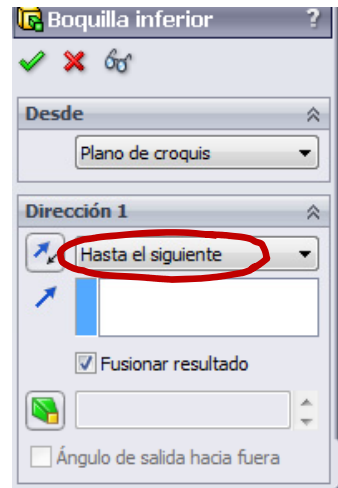 Boquilla inferior ?
Desde
Plano de croquis
Dirección 1
Hasta el siguiente
Fusionar resultado
Ángulo de salida hacia fuera